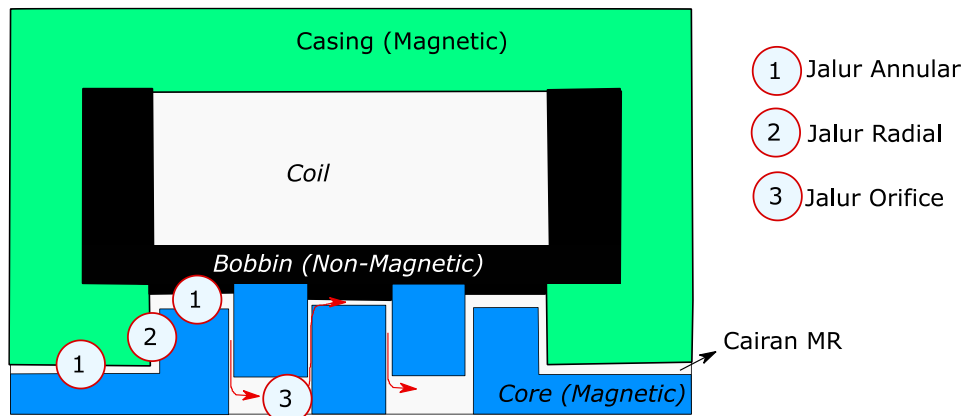 Casing (Magnetic)
1 Jalur Annular
2 Jalur Radial
Coil
3 Jalur Orifice
Bobbin (Non-Magnetic)
1
2
1
Cairan MR
3
Core (Magnetic)